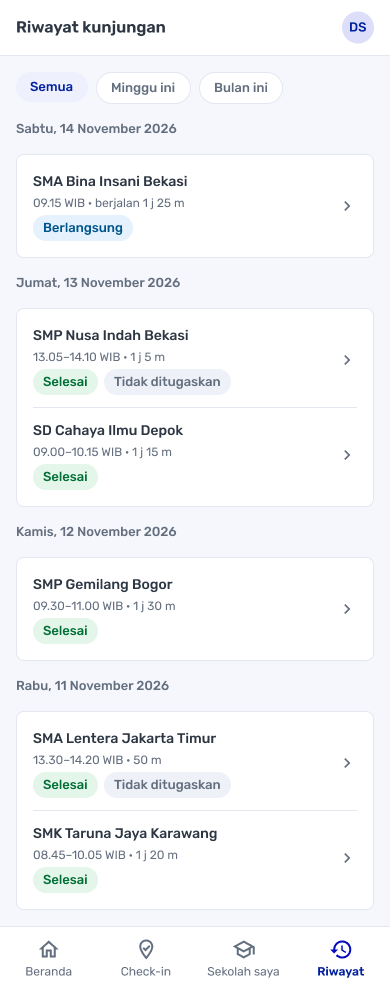 Riwayat kunjungan
DS
Semua
Minggu ini
Bulan ini
Sabtu, 14 November 2026
SMA Bina Insani Bekasi
09.15 WIB • berjalan 1 j 25 m
Berlangsung
Jumat, 13 November 2026
SMP Nusa Indah Bekasi
13.05–14.10 WIB • 1 j 5 m
Selesai
Tidak ditugaskan
SD Cahaya Ilmu Depok
09.00–10.15 WIB • 1 j 15 m
Selesai
Kamis, 12 November 2026
SMP Gemilang Bogor
09.30–11.00 WIB • 1 j 30 m
Selesai
Rabu, 11 November 2026
SMA Lentera Jakarta Timur
13.30–14.20 WIB • 50 m
Selesai
Tidak ditugaskan
SMK Taruna Jaya Karawang
08.45–10.05 WIB • 1 j 20 m
Selesai
Beranda
Check-in
Sekolah saya
Riwayat